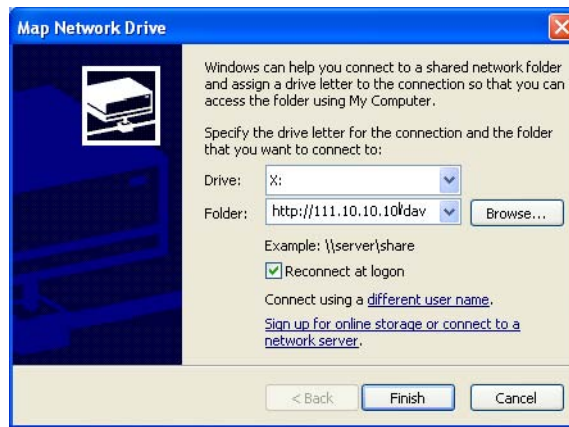 Map Network Drive
Windows can help you connect to a shared network folder
and assign a drive letter to the connection so that you can
access the folder using My Computer.
Specify the drive letter for the connection and the folder
that you want to connect to:
Drive: X:
Folder: http://111.10.10.10/dav Browse...
Example: \\server\share
Reconnect at logon
Connect using a different user name.
Sign up for online storage or connect to a
network server.
< Back Finish Cancel